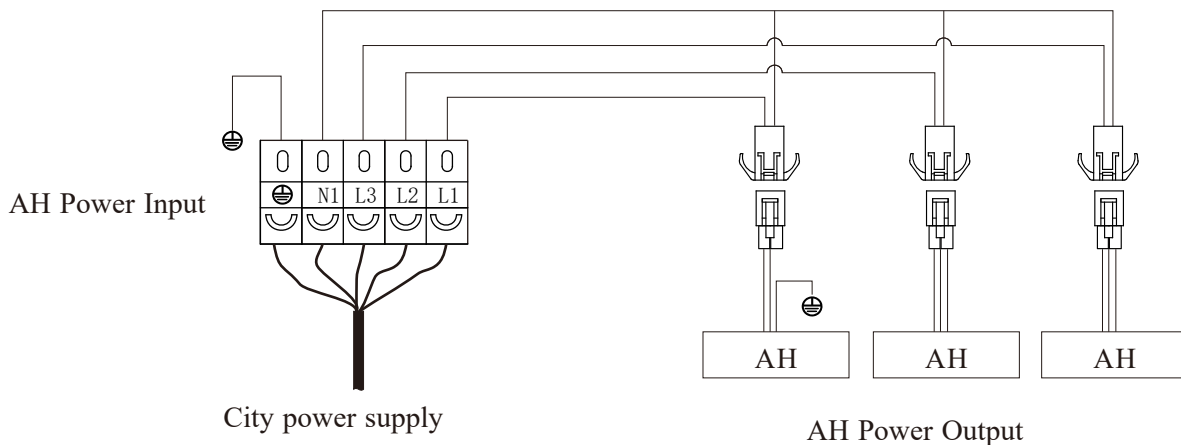 AH Power Input
N1 L3 L2 L1
City power supply
AH AH AH
AH Power Output